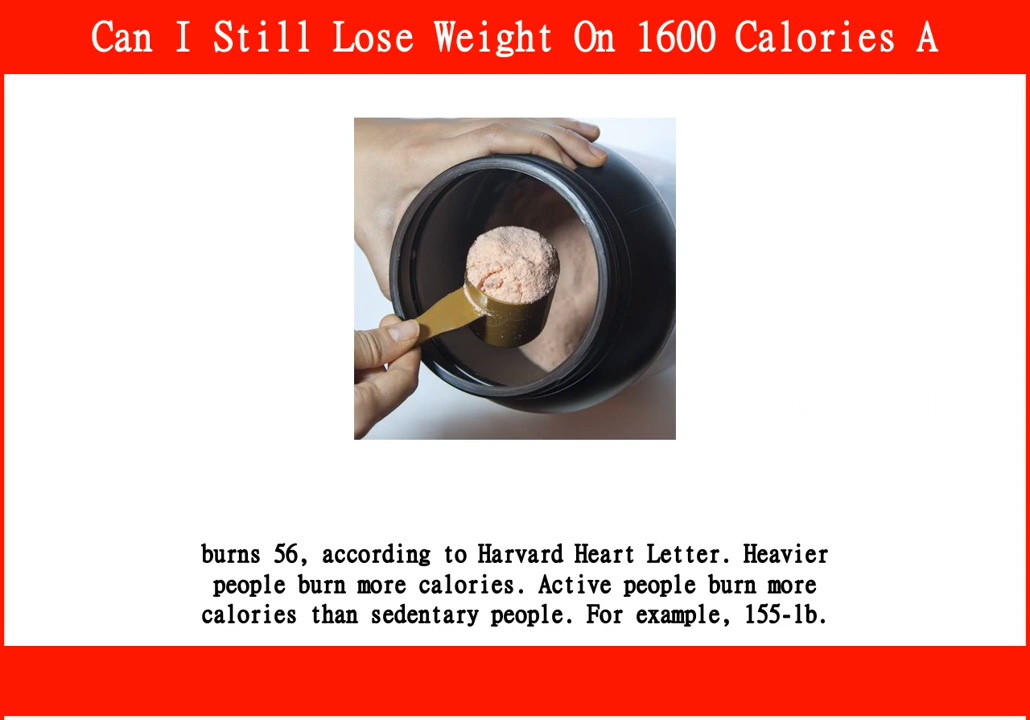 Can I Still Lose Weight On 1600 Calories A
burns 56, according to Harvard Heart Letter. Heavier
people burn more calories. Active people burn more
calories than sedentary people. For example, 155-lb.